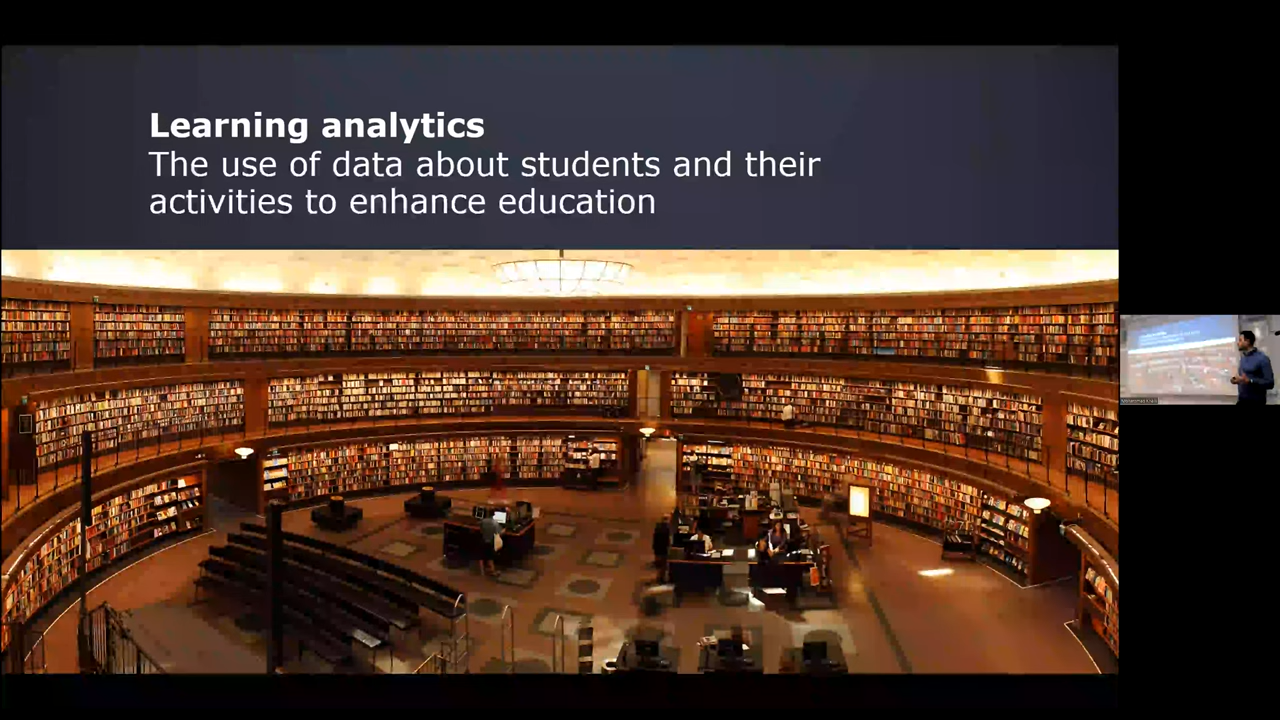 Learning analytics
The use of data about students and their
activities to enhance education